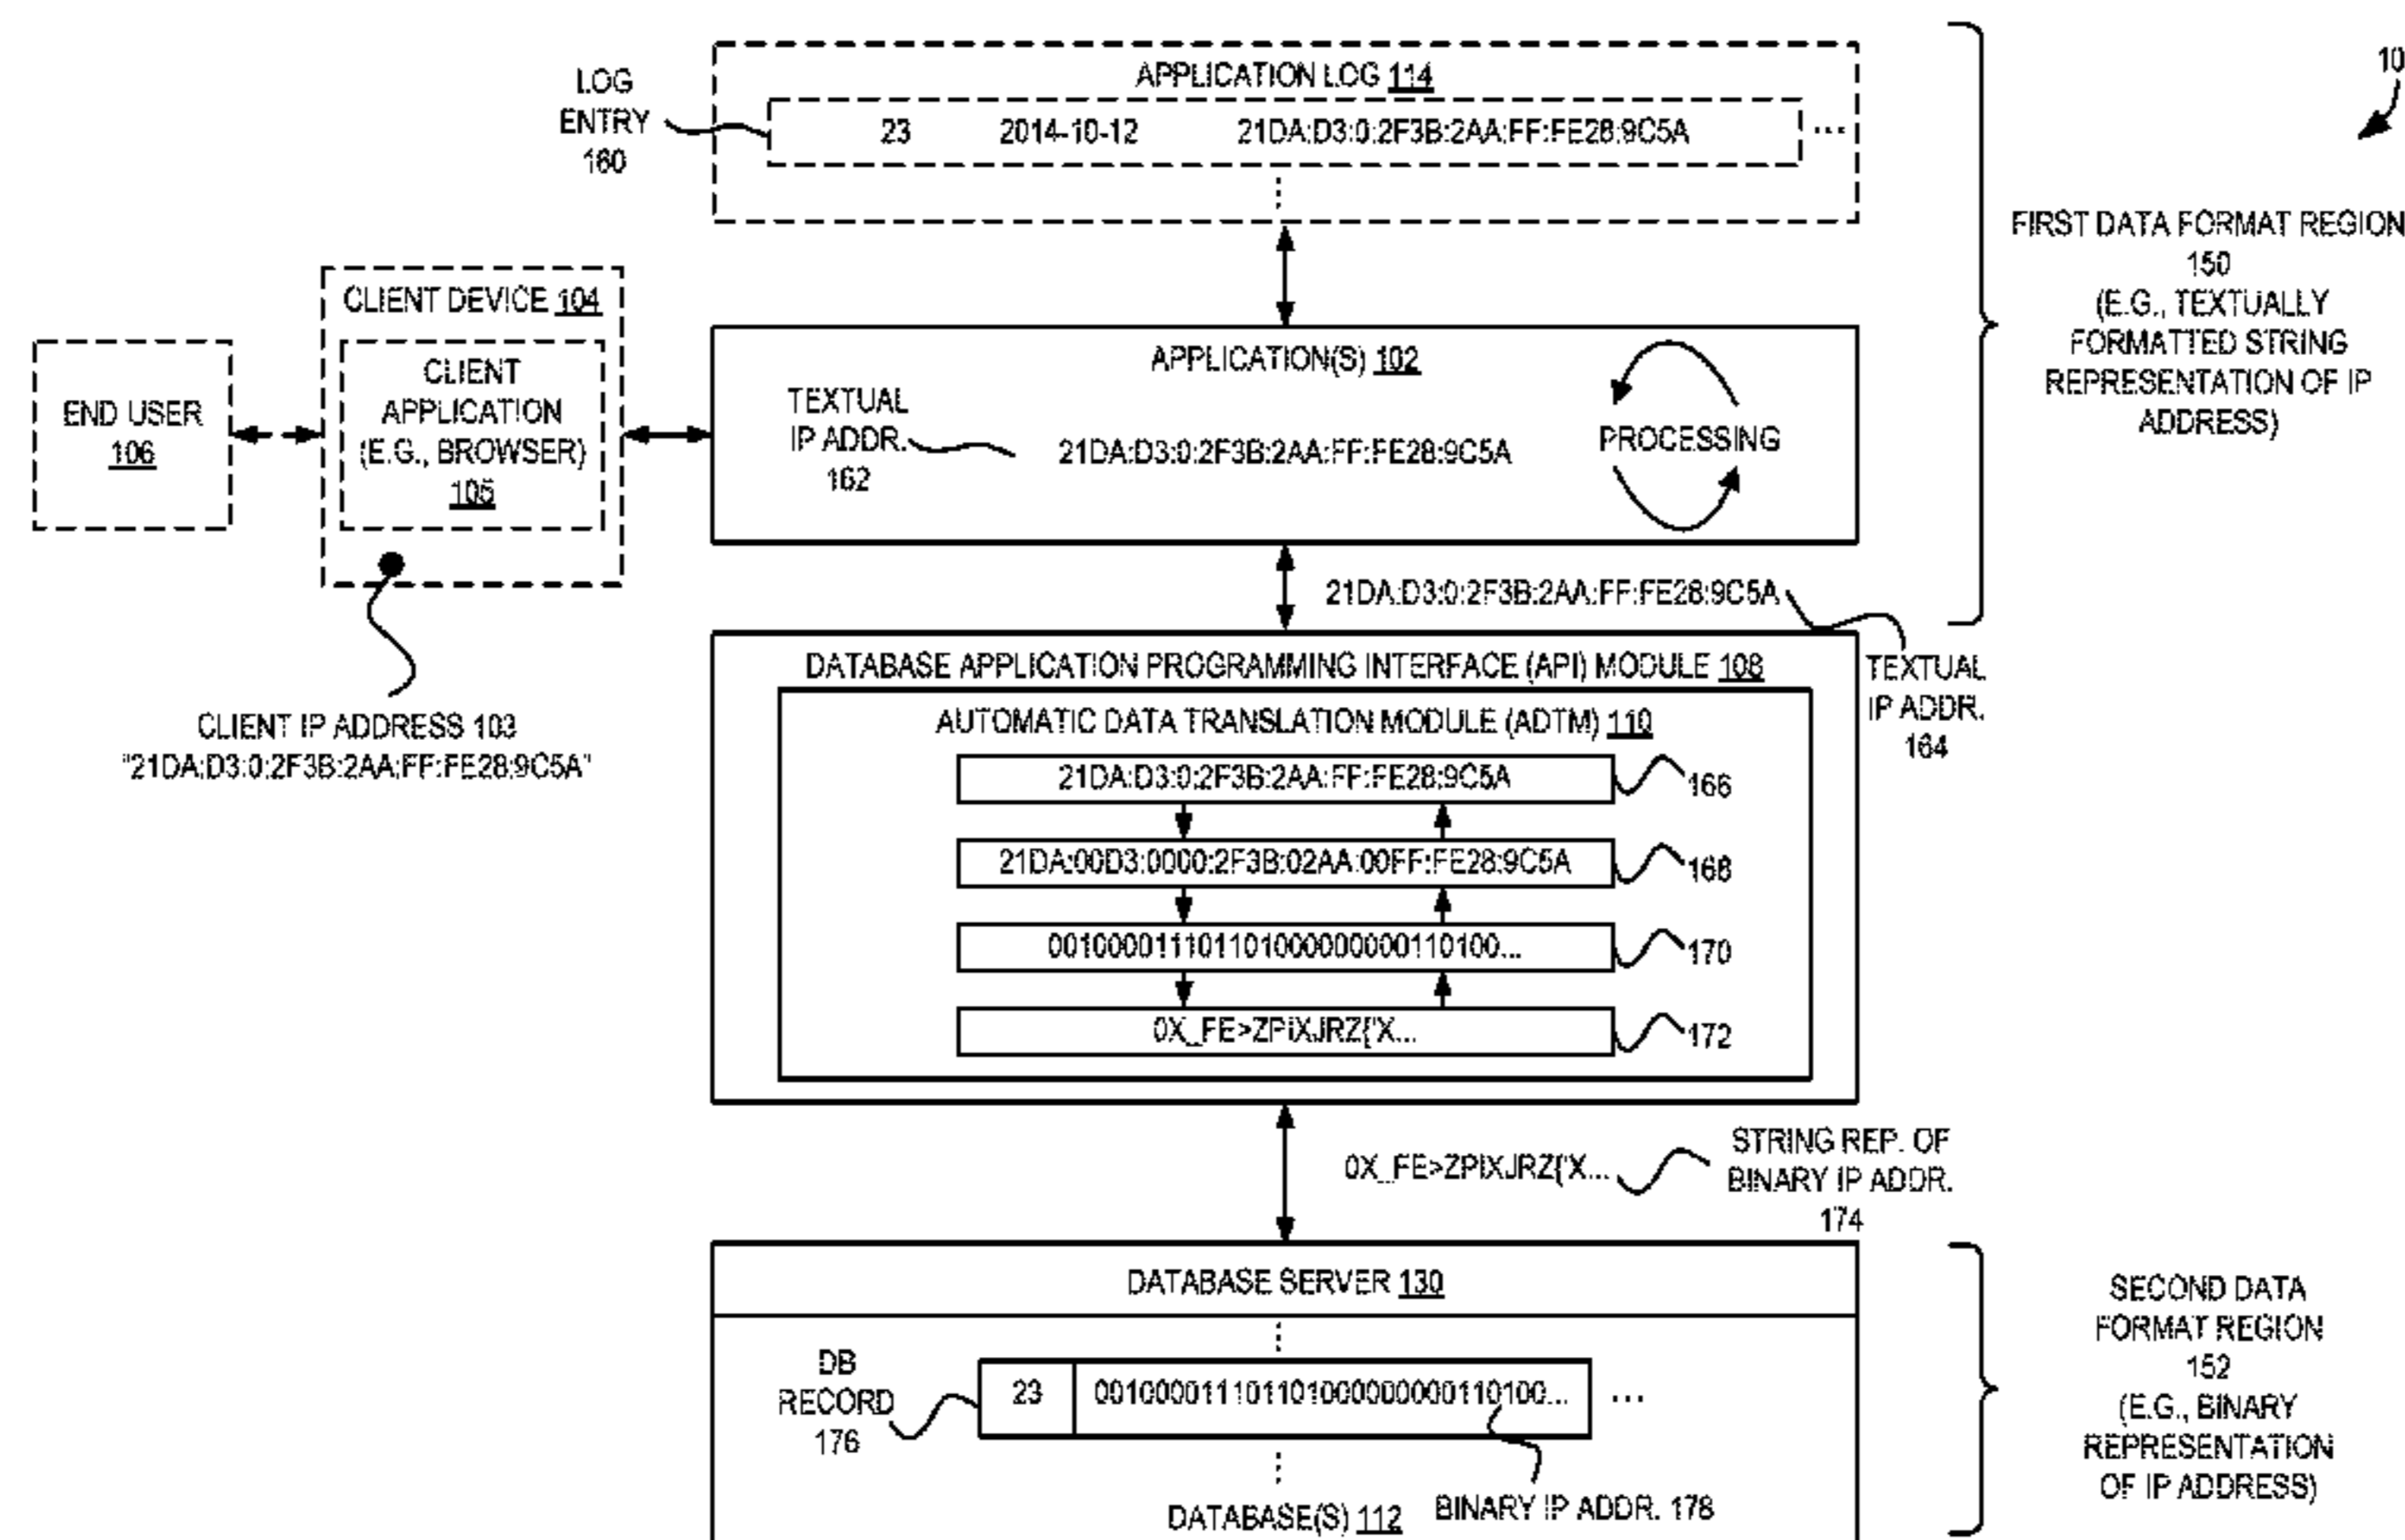 10
APPLICATION LOG 114
LOG
ENTRY
160
23 2014-10-12 21DA:D3:0:2F3B:2AA:FF:FE28:9C5A ...
FIRST DATA FORMAT REGION
150
(E.G., TEXTUALLY
FORMATTED STRING
REPRESENTATION OF IP
ADDRESS)
END USER
106
CLIENT DEVICE 104
CLIENT
APPLICATION
(E.G., BROWSER)
105
APPLICATION(S) 102
TEXTUAL
IP ADDR.
162
21DA:D3:0:2F3B:2AA:FF:FE28:9C5A
PROCESSING
CLIENT IP ADDRESS 103
"21DA:D3:0:2F3B:2AA:FF:FE28:9C5A"
21DA:D3:0:2F3B:2AA:FF:FE28:9C5A
TEXTUAL
IP ADDR.
164
DATABASE APPLICATION PROGRAMMING INTERFACE (API) MODULE 108
AUTOMATIC DATA TRANSLATION MODULE (ADTM) 110
21DA:D3:0:2F3B:2AA:FF:FE28:9C5A 166
21DA:00D3:0000:2F3B:02AA:00FF:FE28:9C5A 168
0010000111011010000000000110100... 170
0X_FE>ZPiXJRZ{'X... 172
0X_FE>ZPIXJRZ{'X...
STRING REP. OF
BINARY IP ADDR.
174
DATABASE SERVER 130
DB
RECORD
176
23 0010000111011010000000000110100... ...
BINARY IP ADDR. 178
DATABASE(S) 112
SECOND DATA
FORMAT REGION
152
(E.G., BINARY
REPRESENTATION
OF IP ADDRESS)